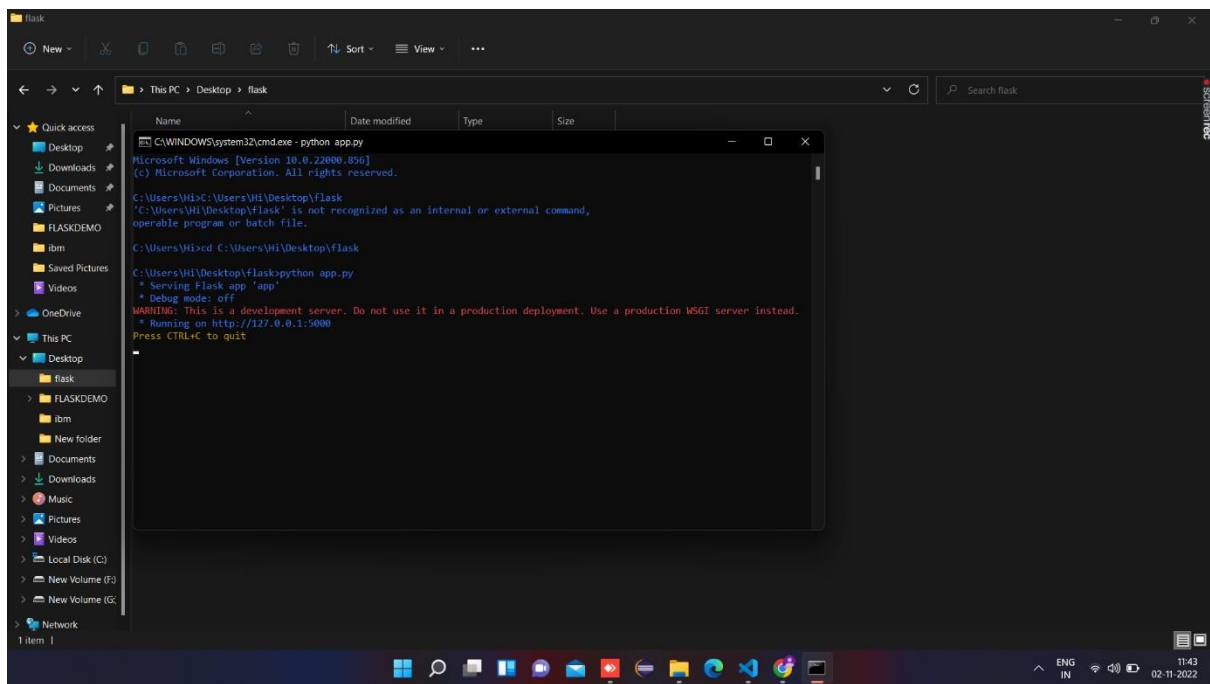 flask
New
Sort
View
This PC > Desktop > flask
Search flask
screenrec
Name Date modified Type Size
Quick access
Desktop
Downloads
Documents
Pictures
FLASKDEMO
ibm
Saved Pictures
Videos
OneDrive
This PC
Desktop
flask
FLASKDEMO
ibm
New folder
Documents
Downloads
Music
Pictures
Videos
Local Disk (C:)
New Volume (F:)
New Volume (G:
Network
1 item
C:\WINDOWS\system32\cmd.exe - python app.py
Microsoft Windows [Version 10.0.22000.856]
(c) Microsoft Corporation. All rights reserved.
C:\Users\Hi>C:\Users\Hi\Desktop\flask
'C:\Users\Hi\Desktop\flask' is not recognized as an internal or external command,
operable program or batch file.
C:\Users\Hi>cd C:\Users\Hi\Desktop\flask
C:\Users\Hi\Desktop\flask>python app.py
* Serving Flask app 'app'
* Debug mode: off
WARNING: This is a development server. Do not use it in a production deployment. Use a production WSGI server instead.
* Running on http://127.0.0.1:5000
Press CTRL+C to quit
ENG
IN
11:43
02-11-2022